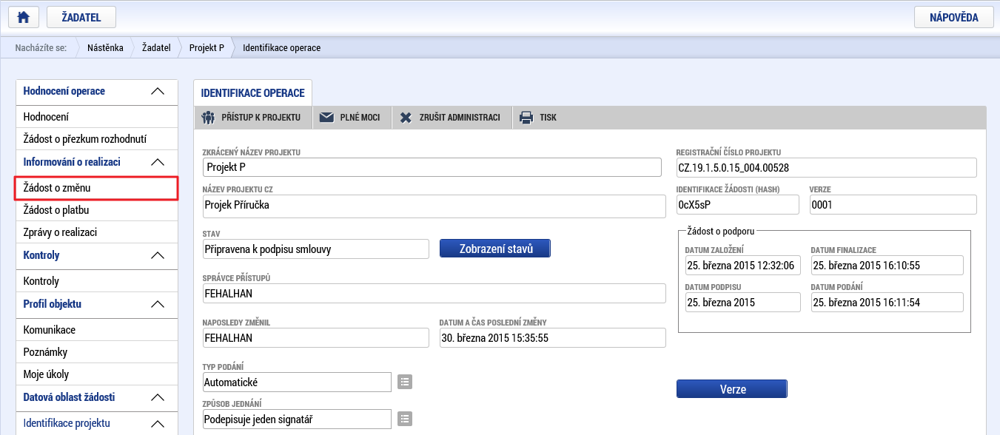 ŽADATEL
NÁPOVĚDA
Nacházíte se: Nástěnka Žadatel Projekt P Identifikace operace
Hodnocení operace
Hodnocení
Žádost o přezkum rozhodnutí
Informování o realizaci
Žádost o změnu
Žádost o platbu
Zprávy o realizaci
Kontroly
Kontroly
Profil objektu
Komunikace
Poznámky
Moje úkoly
Datová oblast žádosti
Identifikace projektu
IDENTIFIKACE OPERACE
PŘÍSTUP K PROJEKTU PLNÉ MOCI ZRUŠIT ADMINISTRACI TISK
ZKRÁCENÝ NÁZEV PROJEKTU
Projekt P
NÁZEV PROJEKTU CZ
Projek Příručka
STAV
Připravena k podpisu smlouvy
Zobrazení stavů
SPRÁVCE PŘÍSTUPŮ
FEHALHAN
NAPOSLEDY ZMĚNIL
FEHALHAN
DATUM A ČAS POSLEDNÍ ZMĚNY
30. března 2015 15:35:55
TYP PODÁNÍ
Automatické
ZPŮSOB JEDNÁNÍ
Podepisuje jeden signatář
REGISTRAČNÍ ČÍSLO PROJEKTU
CZ.19.1.5.0.15_004.00528
IDENTIFIKACE ŽÁDOSTI (HASH)
0cX5sP
VERZE
0001
Žádost o podporu
DATUM ZALOŽENÍ
25. března 2015 12:32:06
DATUM FINALIZACE
25. března 2015 16:10:55
DATUM PODPISU
25. března 2015
DATUM PODÁNÍ
25. března 2015 16:11:54
Verze